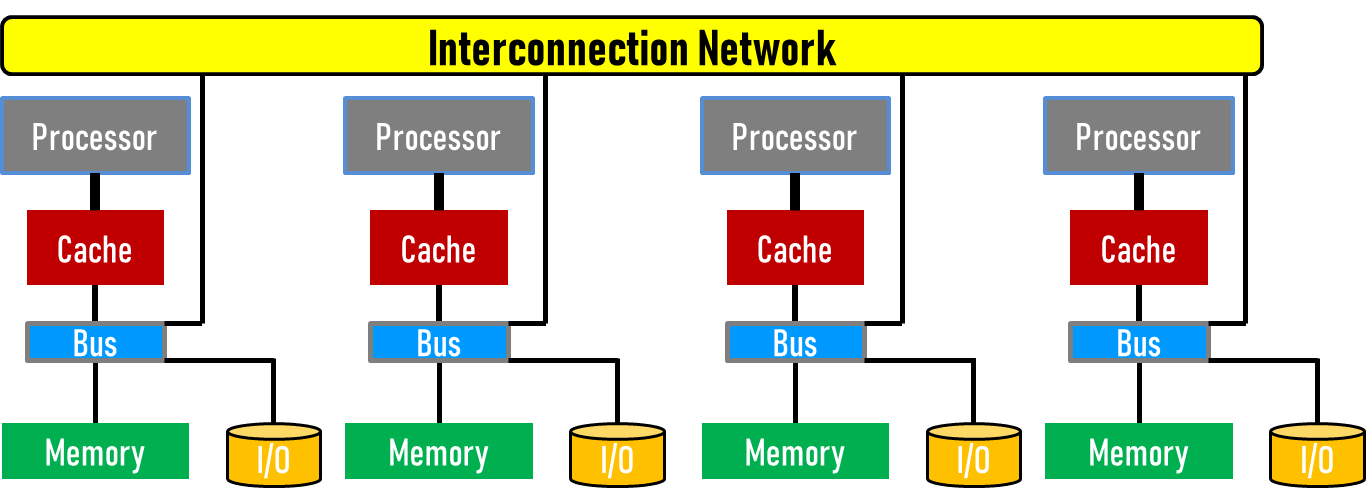 Interconnection Network
Processor Processor Processor Processor
Cache Cache Cache Cache
Bus Bus Bus Bus
Memory I/O Memory I/O Memory I/O Memory I/O